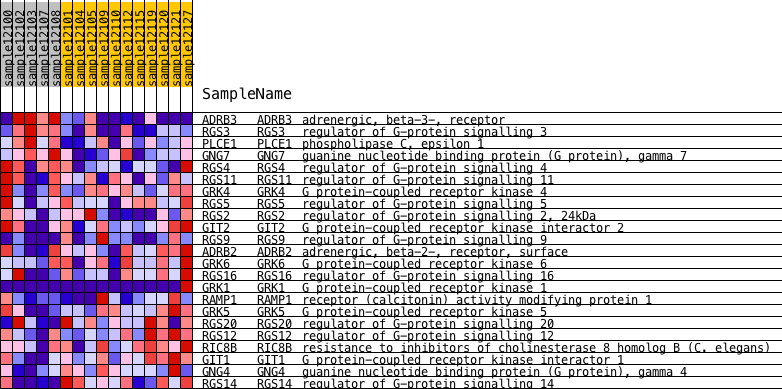 sample12100
sample12102
sample12103
sample12107
sample12108
sample12101
sample12104
sample12105
sample12109
sample12110
sample12112
sample12115
sample12119
sample12120
sample12121
sample12127
SampleName
ADRB3 ADRB3 adrenergic, beta-3-, receptor
RGS3 RGS3 regulator of G-protein signalling 3
PLCE1 PLCE1 phospholipase C, epsilon 1
GNG7 GNG7 guanine nucleotide binding protein (G protein), gamma 7
RGS4 RGS4 regulator of G-protein signalling 4
RGS11 RGS11 regulator of G-protein signalling 11
GRK4 GRK4 G protein-coupled receptor kinase 4
RGS5 RGS5 regulator of G-protein signalling 5
RGS2 RGS2 regulator of G-protein signalling 2, 24kDa
GIT2 GIT2 G protein-coupled receptor kinase interactor 2
RGS9 RGS9 regulator of G-protein signalling 9
ADRB2 ADRB2 adrenergic, beta-2-, receptor, surface
GRK6 GRK6 G protein-coupled receptor kinase 6
RGS16 RGS16 regulator of G-protein signalling 16
GRK1 GRK1 G protein-coupled receptor kinase 1
RAMP1 RAMP1 receptor (calcitonin) activity modifying protein 1
GRK5 GRK5 G protein-coupled receptor kinase 5
RGS20 RGS20 regulator of G-protein signalling 20
RGS12 RGS12 regulator of G-protein signalling 12
RIC8B RIC8B resistance to inhibitors of cholinesterase 8 homolog B (C. elegans)
GIT1 GIT1 G protein-coupled receptor kinase interactor 1
GNG4 GNG4 guanine nucleotide binding protein (G protein), gamma 4
RGS14 RGS14 regulator of G-protein signalling 14